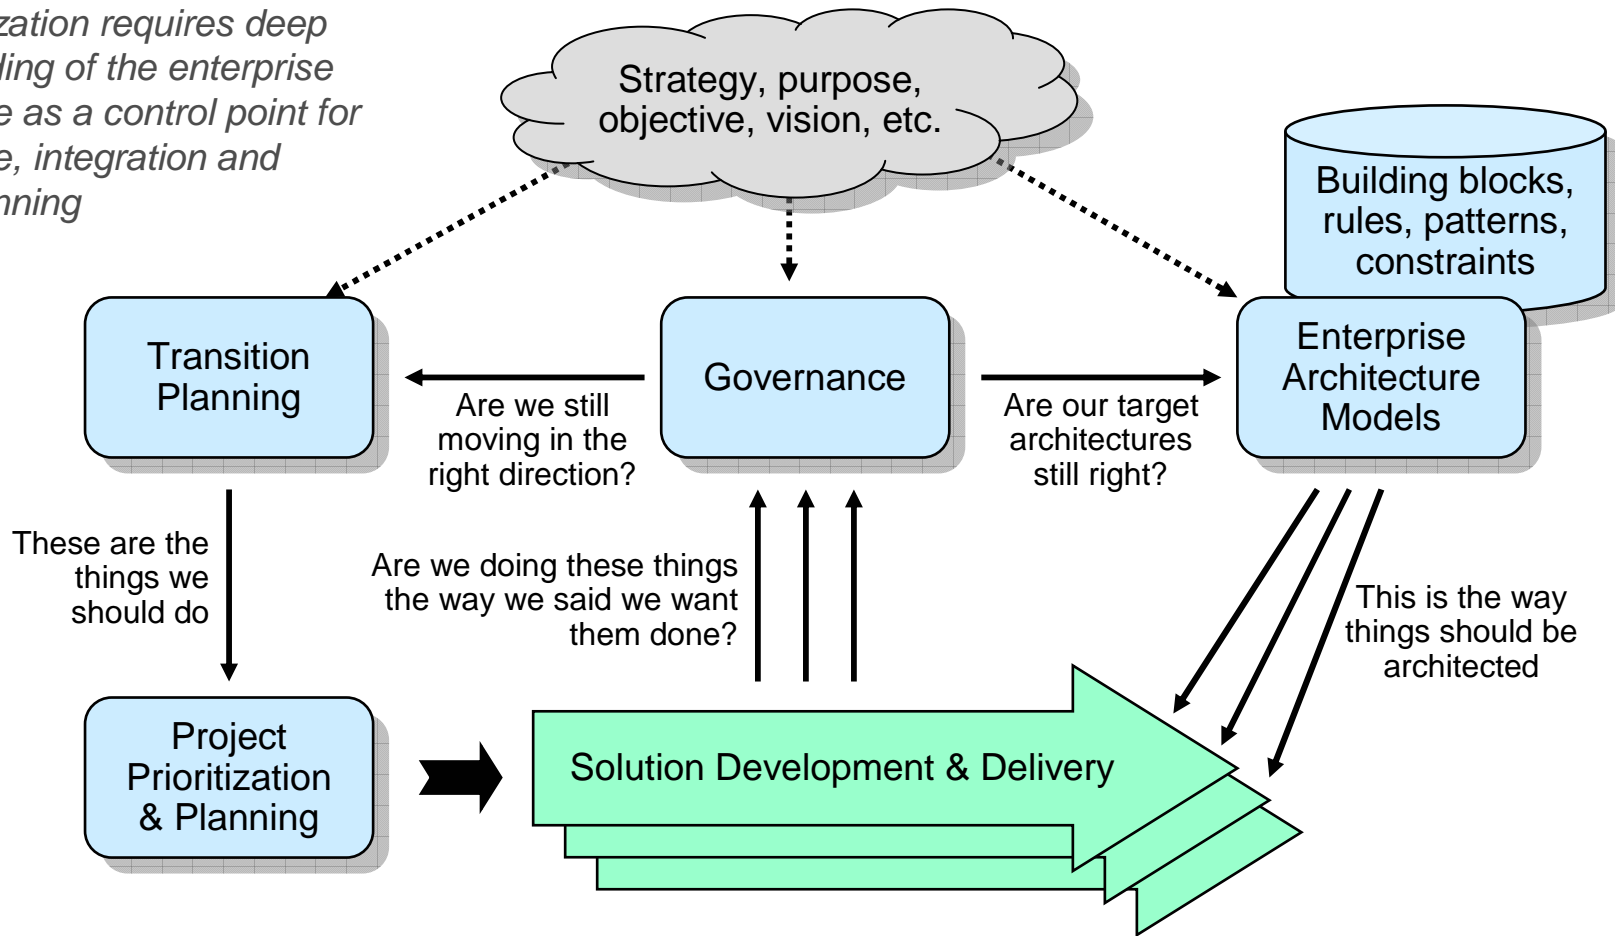 zation requires deep
ding of the enterprise
e as a control point for
e, integration and
nning
Strategy, purpose,
objective, vision, etc.
Building blocks,
rules, patterns,
constraints
Transition
Planning
Governance
Enterprise
Architecture
Models
Are we still
moving in the
right direction?
Are our target
architectures
still right?
These are the
things we
should do
Are we doing these things
the way we said we want
them done?
This is the way
things should be
architected
Project
Prioritization
& Planning
Solution Development & Delivery